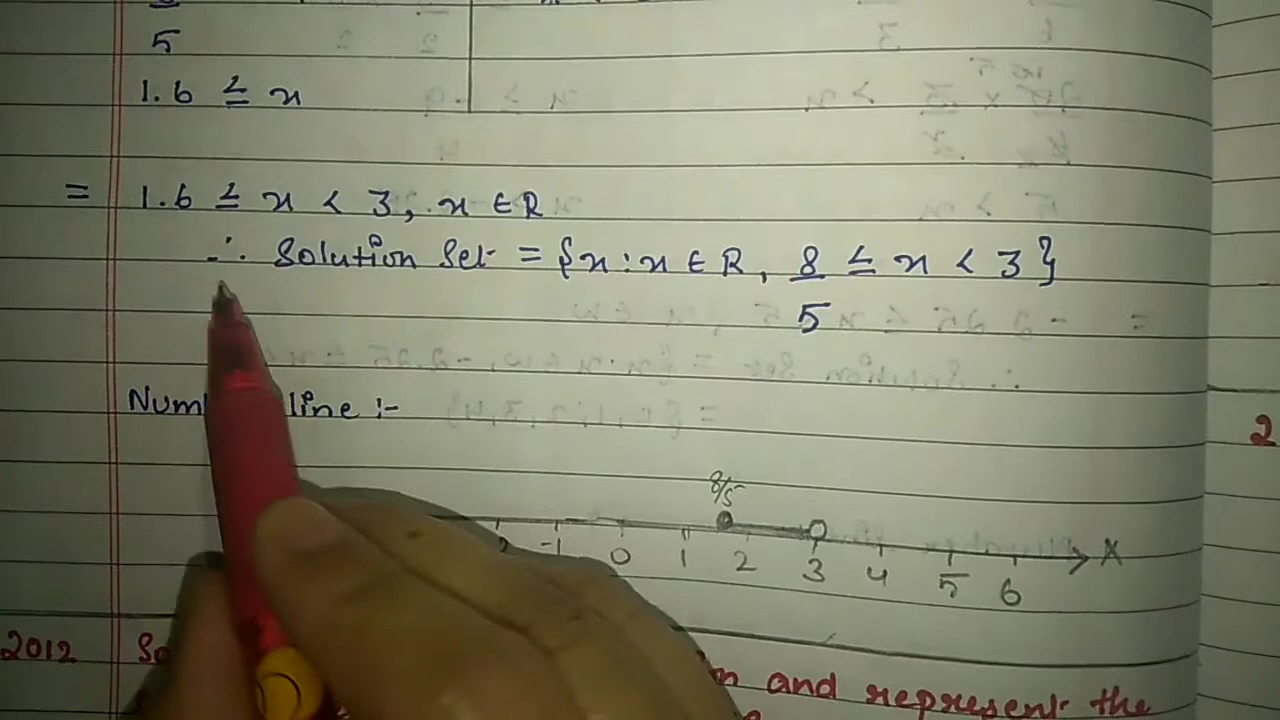 5
1.6 ≤ x
= 1.6 ≤ x < 3, x ∈ R
∴ Solution Set = {x : x ∈ R, 8/5 ≤ x < 3}
line :-
8/5
-1 0 1 2 3 4 5 6 X
2
2012
and represent the